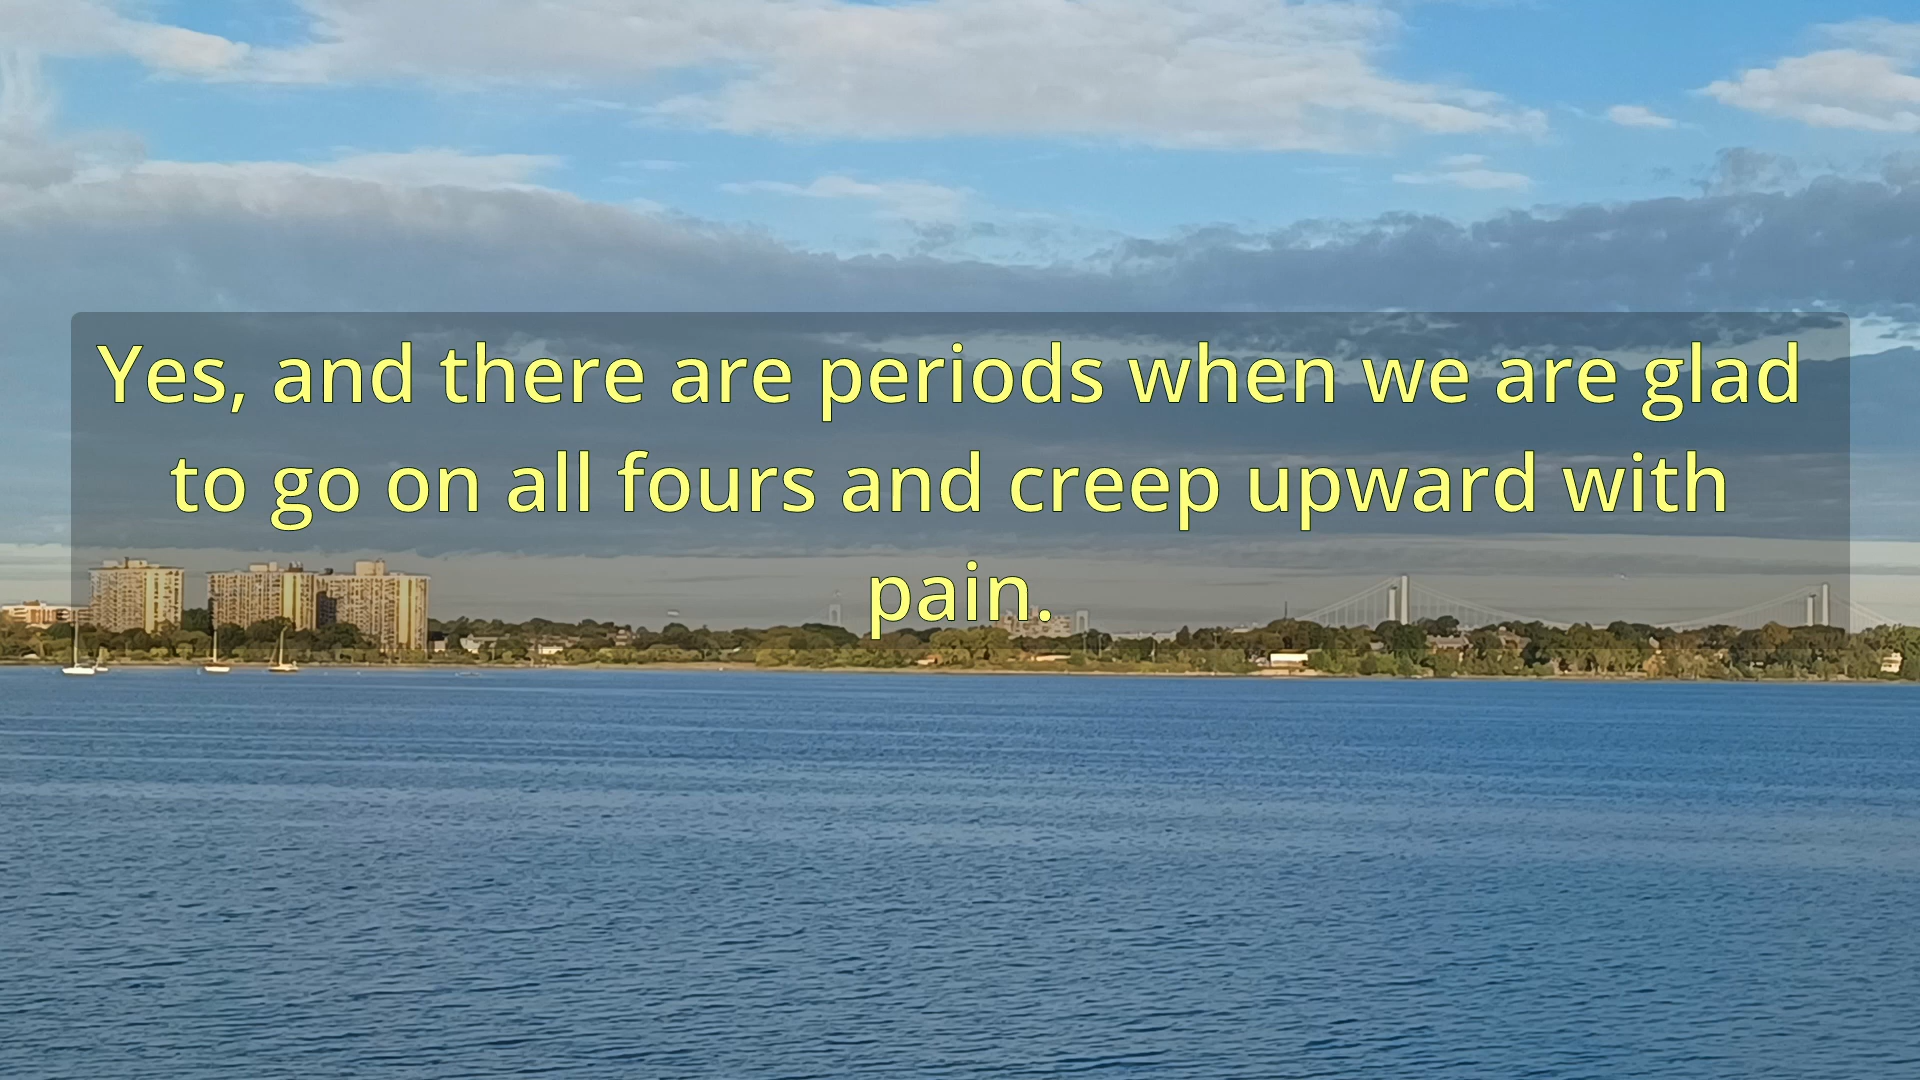 Yes, and there are periods when we are glad
to go on all fours and creep upward with
pain.